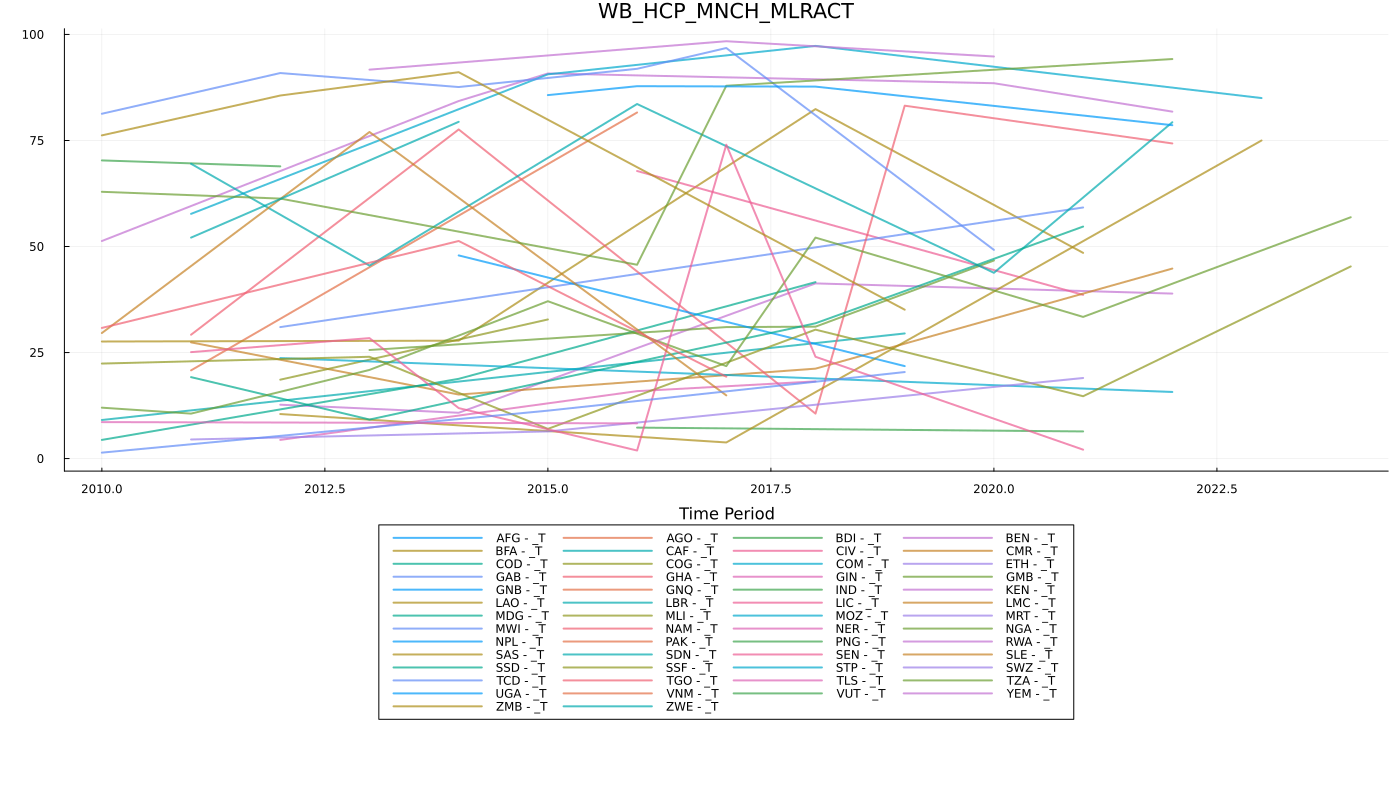 WB_HCP_MNCH_MLRACT
100
75
50
25
0
2010.0 2012.5 2015.0 2017.5 2020.0 2022.5
Time Period
AFG - _T AGO - _T BDI - _T BEN - _T
BFA - _T CAF - _T CIV - _T CMR - _T
COD - _T COG - _T COM - _T ETH - _T
GAB - _T GHA - _T GIN - _T GMB - _T
GNB - _T GNQ - _T IND - _T KEN - _T
LAO - _T LBR - _T LIC - _T LMC - _T
MDG - _T MLI - _T MOZ - _T MRT - _T
MWI - _T NAM - _T NER - _T NGA - _T
NPL - _T PAK - _T PNG - _T RWA - _T
SAS - _T SDN - _T SEN - _T SLE - _T
SSD - _T SSF - _T STP - _T SWZ - _T
TCD - _T TGO - _T TLS - _T TZA - _T
UGA - _T VNM - _T VUT - _T YEM - _T
ZMB - _T ZWE - _T